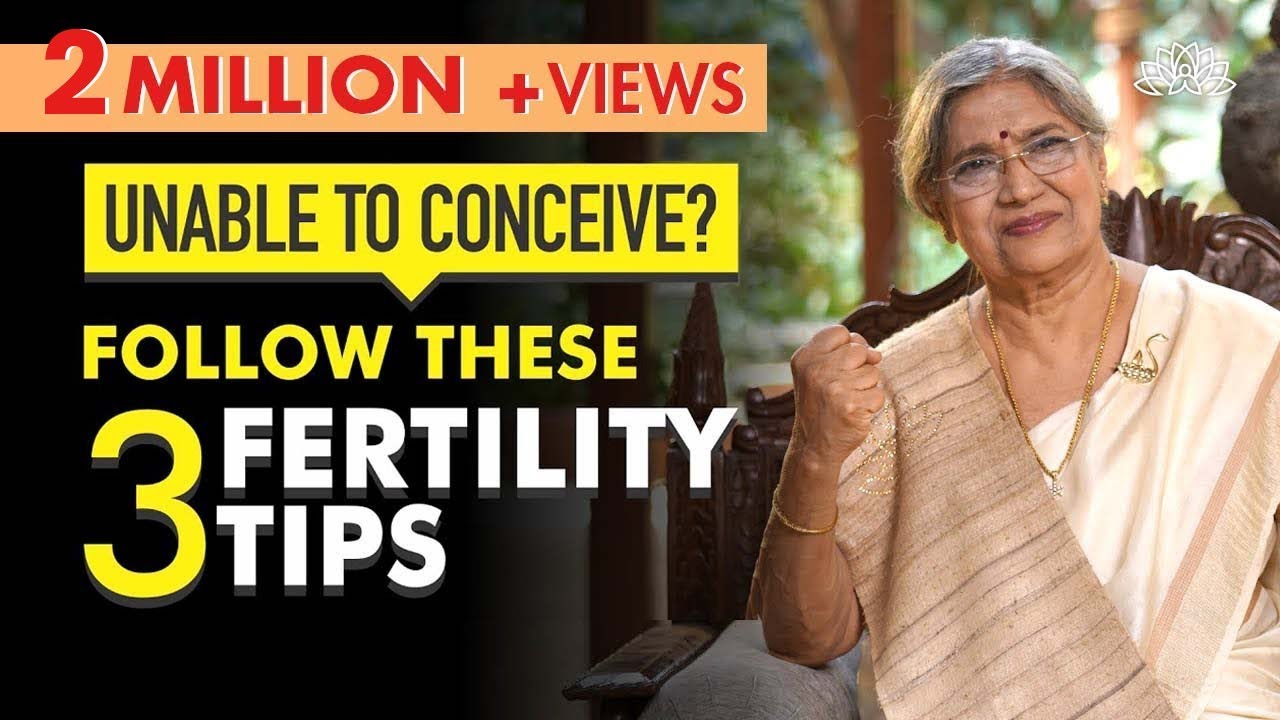 2 MILLION + VIEWS
UNABLE TO CONCEIVE?
FOLLOW THESE
3 FERTILITY
TIPS